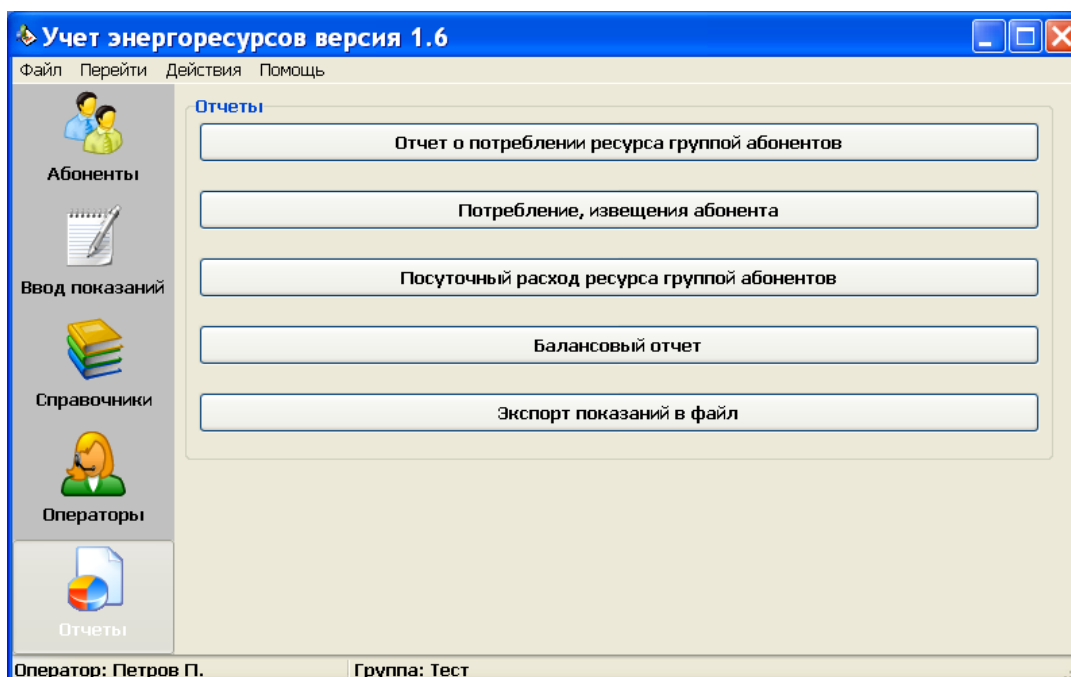 Учет энергоресурсов версия 1.6
Файл Перейти Действия Помощь
Абоненты
Ввод показаний
Справочники
Операторы
Отчеты
Отчеты
Отчет о потреблении ресурса группой абонентов
Потребление, извещения абонента
Посуточный расход ресурса группой абонентов
Балансовый отчет
Экспорт показаний в файл
Оператор: Петров П. Группа: Тест